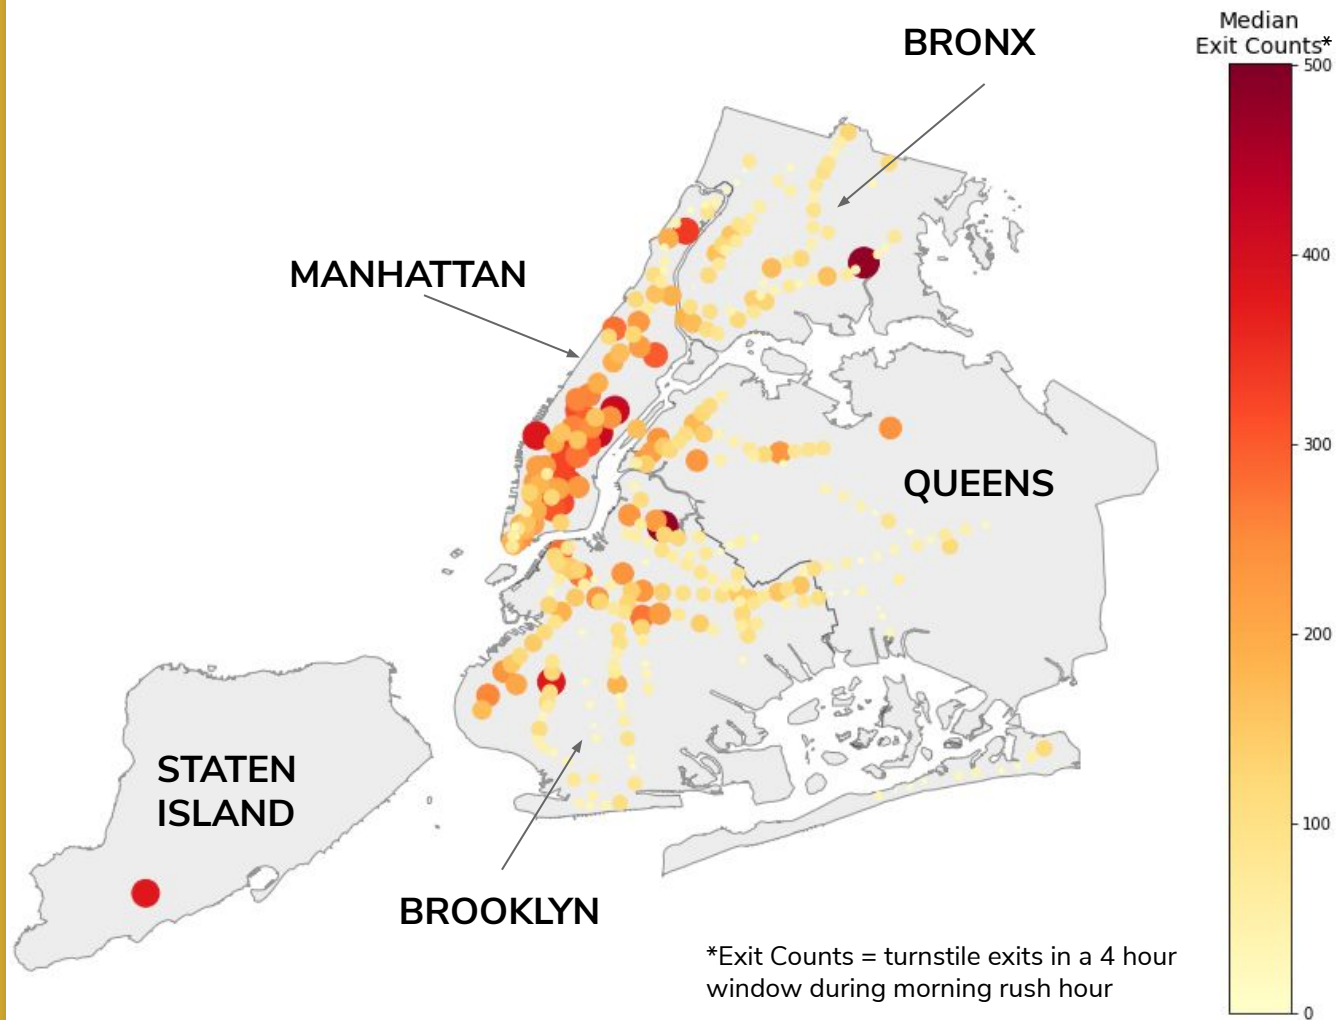 Median
Exit Counts*
BRONX
500
MANHATTAN
400
300
QUEENS
200
STATEN
ISLAND
100
BROOKLYN
*Exit Counts = turnstile exits in a 4 hour
window during morning rush hour
0